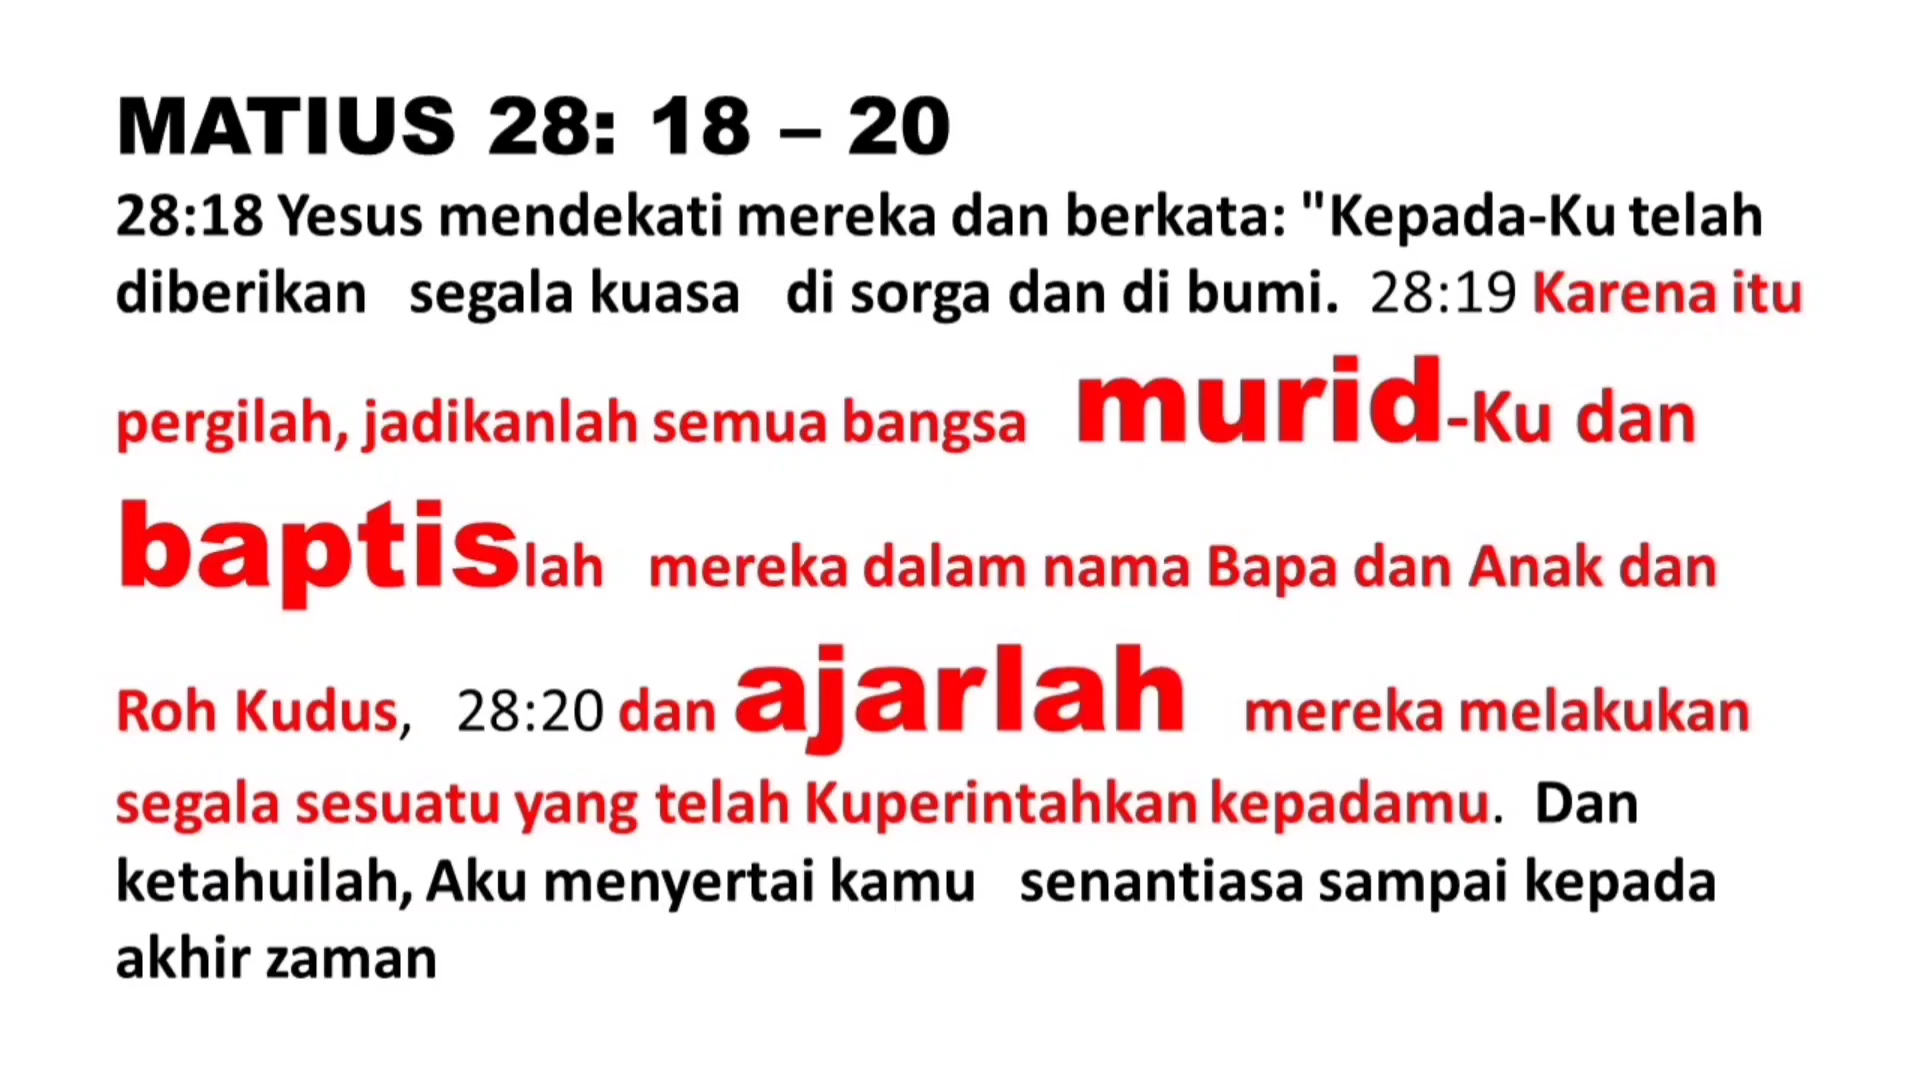 MATIUS 28: 18 – 20
28:18 Yesus mendekati mereka dan berkata: "Kepada-Ku telah
diberikan segala kuasa di sorga dan di bumi. 28:19 Karena itu
pergilah, jadikanlah semua bangsa murid-Ku dan
baptislah mereka dalam nama Bapa dan Anak dan
Roh Kudus, 28:20 dan ajarlah mereka melakukan
segala sesuatu yang telah Kuperintahkan kepadamu. Dan
ketahuilah, Aku menyertai kamu senantiasa sampai kepada
akhir zaman